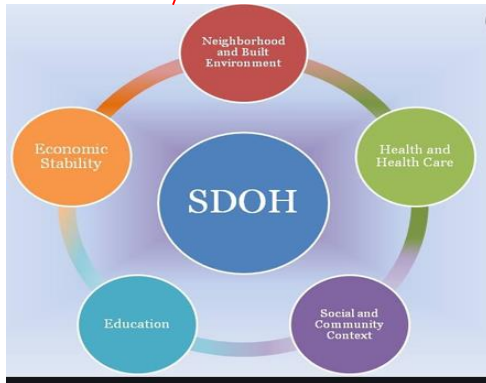 Neighborhood
and Built
Environment
Economic
Stability
Health and
Health Care
SDOH
Education
Social and
Community
Context